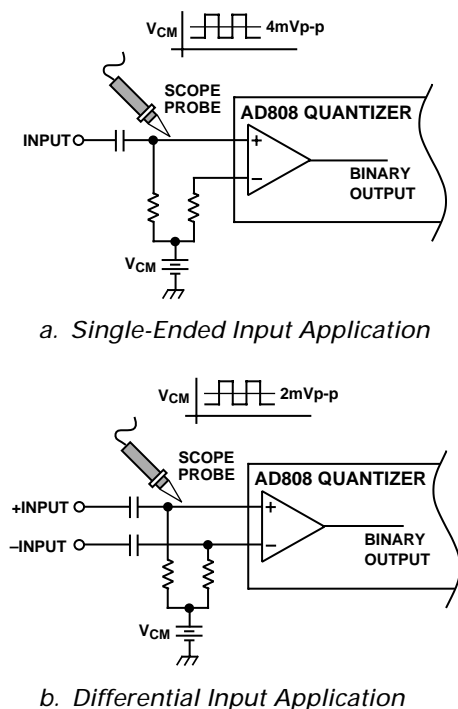 VCM
4mVp-p
SCOPE
PROBE
AD808 QUANTIZER
INPUT
+
−
BINARY
OUTPUT
VCM
a. Single-Ended Input Application
VCM
2mVp-p
SCOPE
PROBE
AD808 QUANTIZER
+INPUT
+
−INPUT
−
BINARY
OUTPUT
VCM
b. Differential Input Application